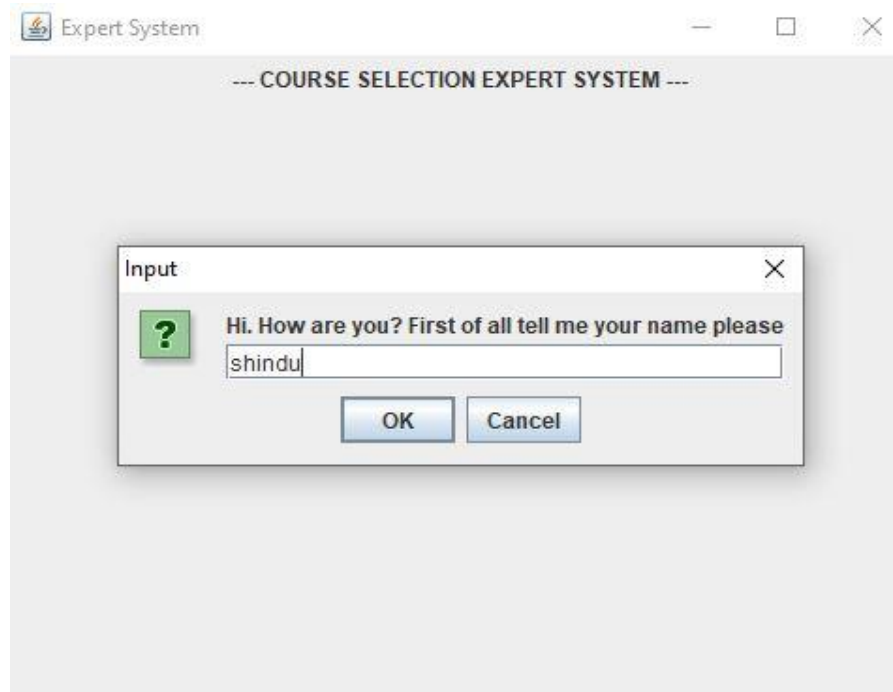 Expert System
--- COURSE SELECTION EXPERT SYSTEM ---
Input
?
Hi. How are you? First of all tell me your name please
shindu
OK Cancel